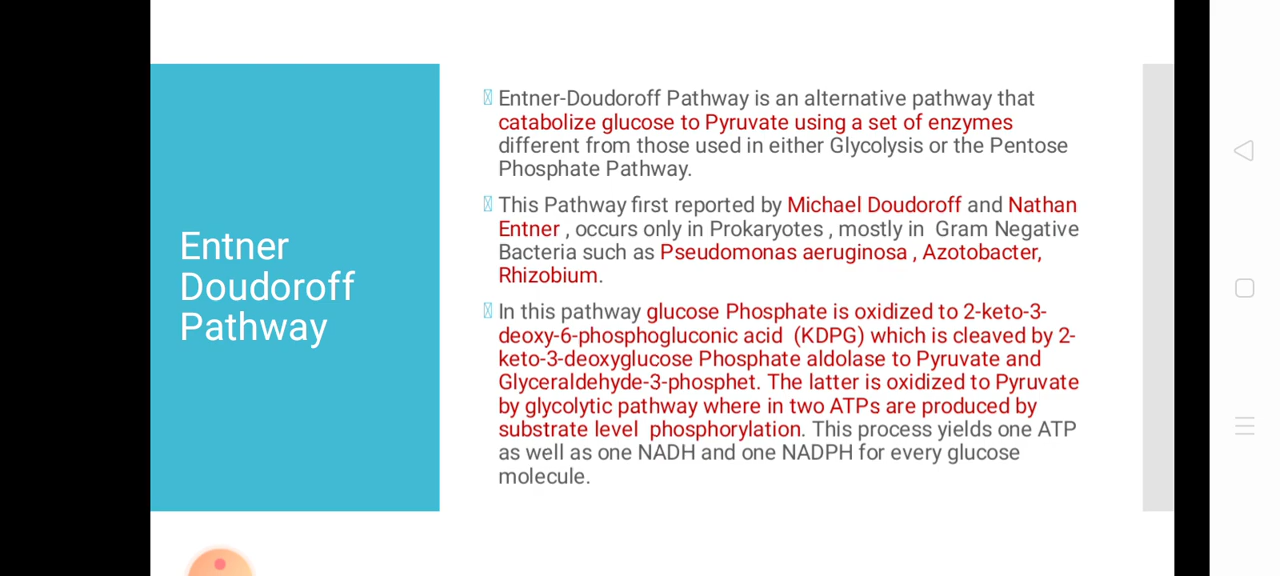 Entner
Doudoroff
Pathway
Entner-Doudoroff Pathway is an alternative pathway that
catabolize glucose to Pyruvate using a set of enzymes
different from those used in either Glycolysis or the Pentose
Phosphate Pathway.
This Pathway first reported by Michael Doudoroff and Nathan
Entner , occurs only in Prokaryotes , mostly in  Gram Negative
Bacteria such as Pseudomonas aeruginosa , Azotobacter,
Rhizobium.
In this pathway glucose Phosphate is oxidized to 2-keto-3-
deoxy-6-phosphogluconic acid  (KDPG) which is cleaved by 2-
keto-3-deoxyglucose Phosphate aldolase to Pyruvate and
Glyceraldehyde-3-phosphet. The latter is oxidized to Pyruvate
by glycolytic pathway where in two ATPs are produced by
substrate level  phosphorylation. This process yields one ATP
as well as one NADH and one NADPH for every glucose
molecule.